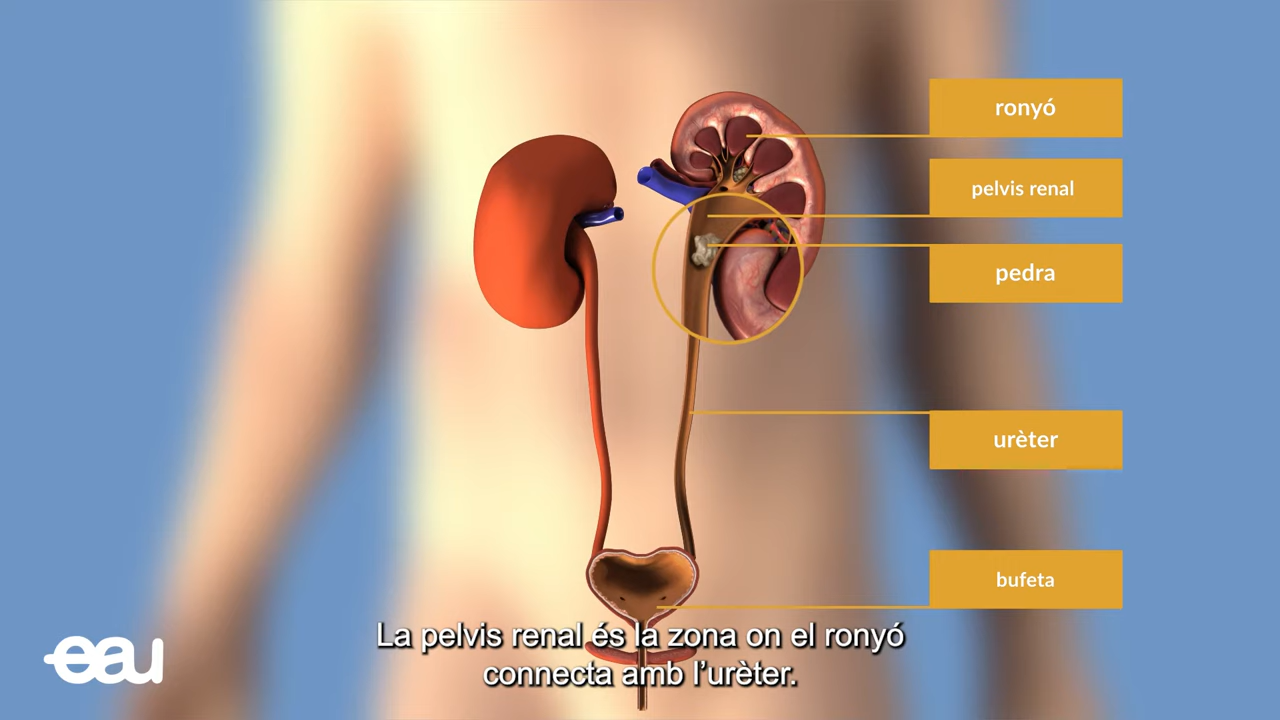 ronyó
pelvis renal
pedra
urèter
bufeta
La pelvis renal és la zona on el ronyó
connecta amb l'urèter.
eau